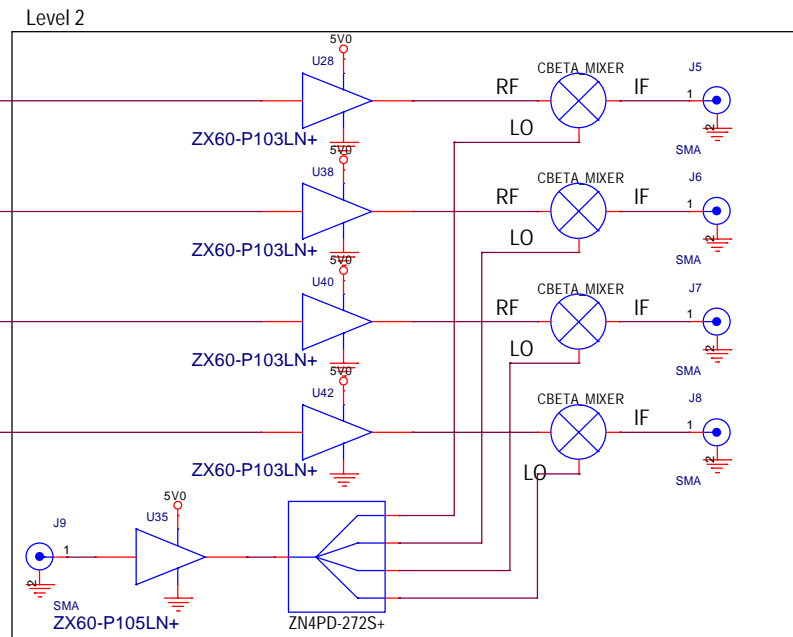 Level 2
5V0
U28
CBETA_MIXER
J5
RF
IF
1
2
LO
ZX60-P103LN+
SMA
5V0
U38
CBETA_MIXER
J6
RF
IF
1
2
LO
ZX60-P103LN+
SMA
5V0
U40
CBETA_MIXER
J7
RF
IF
1
2
LO
ZX60-P103LN+
SMA
5V0
U42
CBETA_MIXER
J8
IF
1
2
LO
ZX60-P103LN+
SMA
5V0
J9
U35
1
2
SMA
ZX60-P105LN+
ZN4PD-272S+